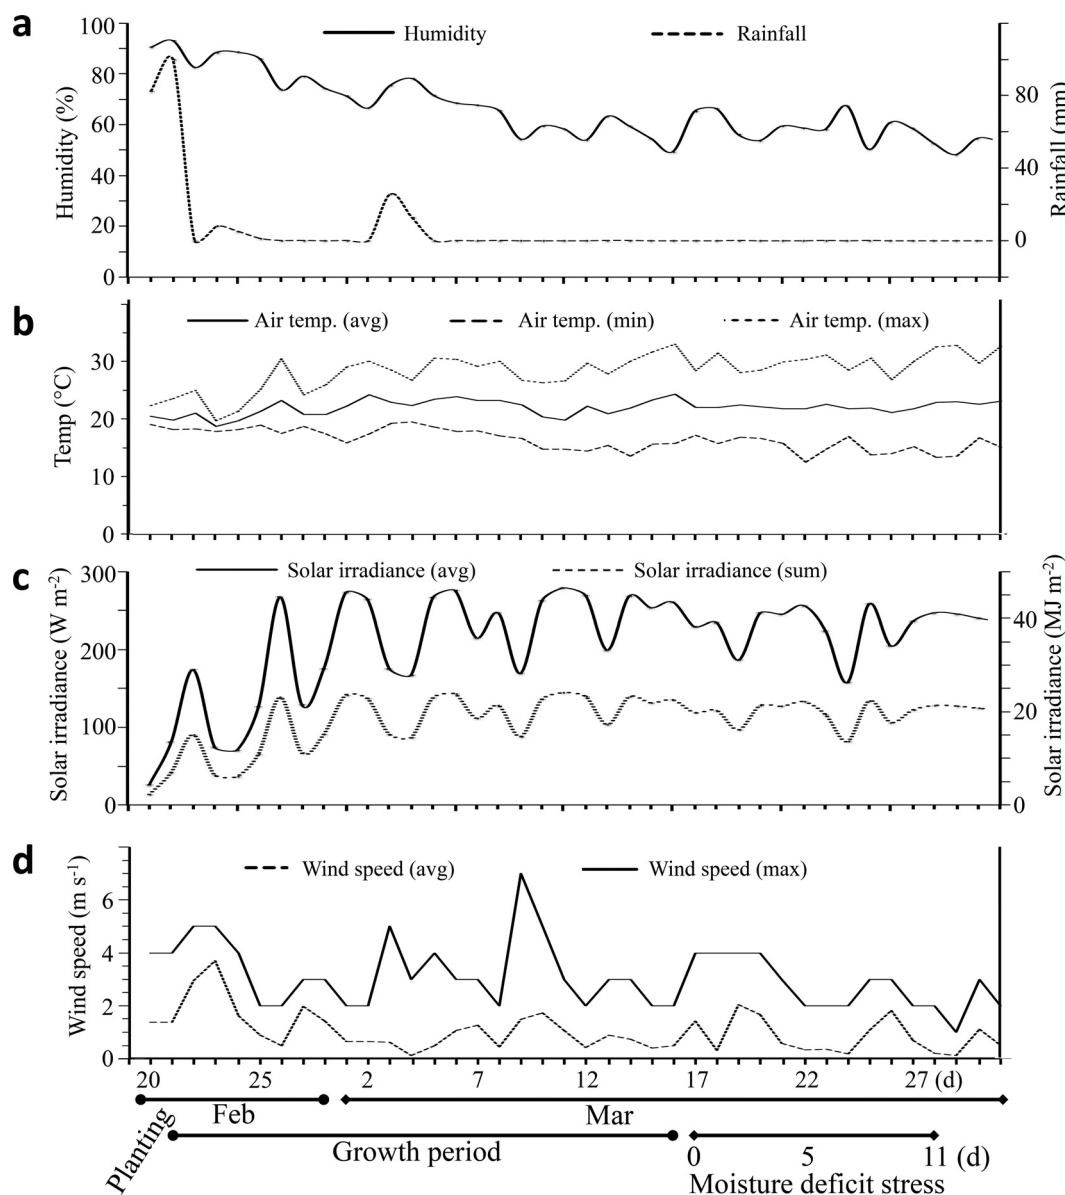 a
Humidity
Rainfall
Humidity (%)
100
80
60
40
20
0
Rainfall (mm)
80
40
0
b
Air temp. (avg)
Air temp. (min)
Air temp. (max)
Temp (°C)
30
20
10
0
c
Solar irradiance (avg)
Solar irradiance (sum)
Solar irradiance (W m-2)
300
200
100
0
Solar irradiance (MJ m-2)
40
20
0
d
Wind speed (avg)
Wind speed (max)
Wind speed (m s-1)
6
4
2
0
20 25 2 7 12 17 22 27 (d)
Feb Mar
Planting
Growth period
0 5 11 (d)
Moisture deficit stress